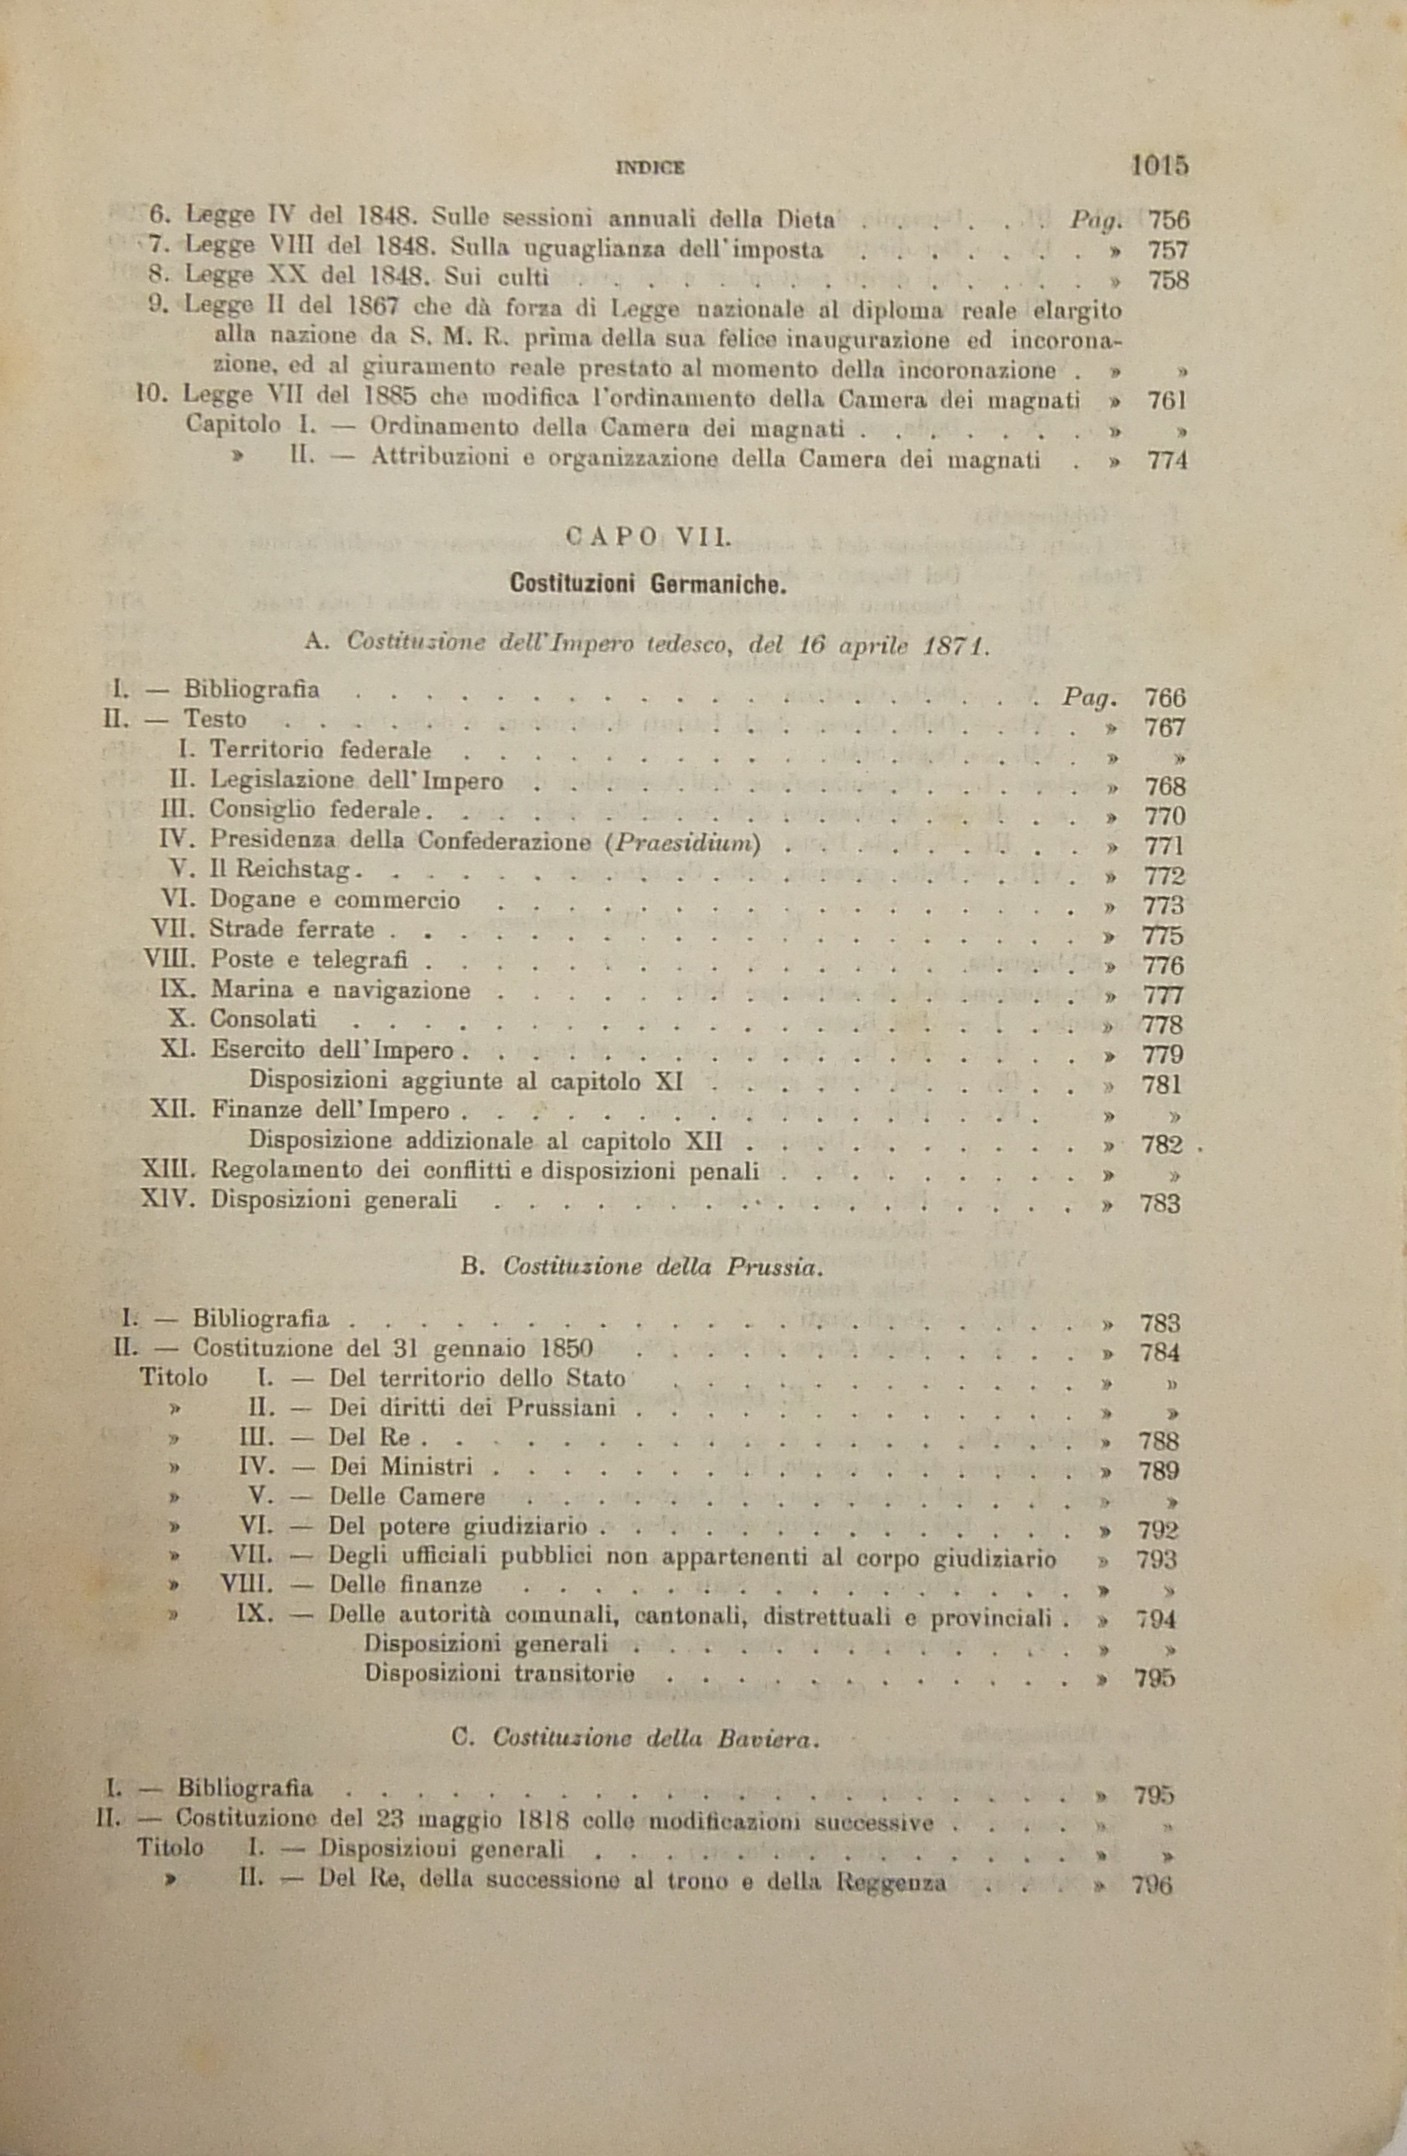 INDICE 1015
6. Legge IV del 1848. Sulle sessioni annuali della Dieta . . . . . . Pag. 756
7. Legge VIII del 1848. Sulla uguaglianza dell'imposta . . . . . . . » 757
8. Legge XX del 1848. Sui culti . . . . . . . . . . . . . . . » 758
9. Legge II del 1867 che dà forza di Legge nazionale al diploma reale elargito
alla nazione da S. M. R. prima della sua felice inaugurazione ed incorona-
zione, ed al giuramento reale prestato al momento della incoronazione . » »
10. Legge VII del 1885 che modifica l'ordinamento della Camera dei magnati » 761
Capitolo I. — Ordinamento della Camera dei magnati . . . . . . . » »
» II. — Attribuzioni e organizzazione della Camera dei magnati . » 774
CAPO VII.
Costituzioni Germaniche.
A. Costituzione dell'Impero tedesco, del 16 aprile 1871.
I. — Bibliografia . . . . . . . . . . . . . . . . . . . . Pag. 766
II. — Testo . . . . . . . . . . . . . . . . . . . . . . . » 767
I. Territorio federale . . . . . . . . . . . . . . . . . . » »
II. Legislazione dell'Impero . . . . . . . . . . . . . . . . » 768
III. Consiglio federale . . . . . . . . . . . . . . . . . . . » 770
IV. Presidenza della Confederazione (Praesidium) . . . . . . . . . » 771
V. Il Reichstag . . . . . . . . . . . . . . . . . . . . . » 772
VI. Dogane e commercio . . . . . . . . . . . . . . . . . » 773
VII. Strade ferrate . . . . . . . . . . . . . . . . . . . . » 775
VIII. Poste e telegrafi . . . . . . . . . . . . . . . . . . . » 776
IX. Marina e navigazione . . . . . . . . . . . . . . . . . » 777
X. Consolati . . . . . . . . . . . . . . . . . . . . . » 778
XI. Esercito dell'Impero . . . . . . . . . . . . . . . . . . » 779
Disposizioni aggiunte al capitolo XI . . . . . . . . . . . » 781
XII. Finanze dell'Impero . . . . . . . . . . . . . . . . . » »
Disposizione addizionale al capitolo XII . . . . . . . . . . » 782
XIII. Regolamento dei conflitti e disposizioni penali . . . . . . . . . » »
XIV. Disposizioni generali . . . . . . . . . . . . . . . . . » 783
B. Costituzione della Prussia.
I. — Bibliografia . . . . . . . . . . . . . . . . . . . . . » 783
II. — Costituzione del 31 gennaio 1850 . . . . . . . . . . . . . » 784
Titolo I. — Del territorio dello Stato . . . . . . . . . . . . » »
» II. — Dei diritti dei Prussiani . . . . . . . . . . . . . » »
» III. — Del Re . . . . . . . . . . . . . . . . . . . » 788
» IV. — Dei Ministri . . . . . . . . . . . . . . . . . » 789
» V. — Delle Camere . . . . . . . . . . . . . . . . » »
» VI. — Del potere giudiziario . . . . . . . . . . . . . . » 792
» VII. — Degli ufficiali pubblici non appartenenti al corpo giudiziario » 793
» VIII. — Delle finanze . . . . . . . . . . . . . . . . . » »
» IX. — Delle autorità comunali, cantonali, distrettuali e provinciali . » 794
Disposizioni generali . . . . . . . . . . . . . » »
Disposizioni transitorie . . . . . . . . . . . . » 795
C. Costituzione della Baviera.
I. — Bibliografia . . . . . . . . . . . . . . . . . . . . . » 795
II. — Costituzione del 23 maggio 1818 colle modificazioni successive . . . . » »
Titolo I. — Disposizioni generali . . . . . . . . . . . . . . » »
» II. — Del Re, della successione al trono e della Reggenza . . . » 796